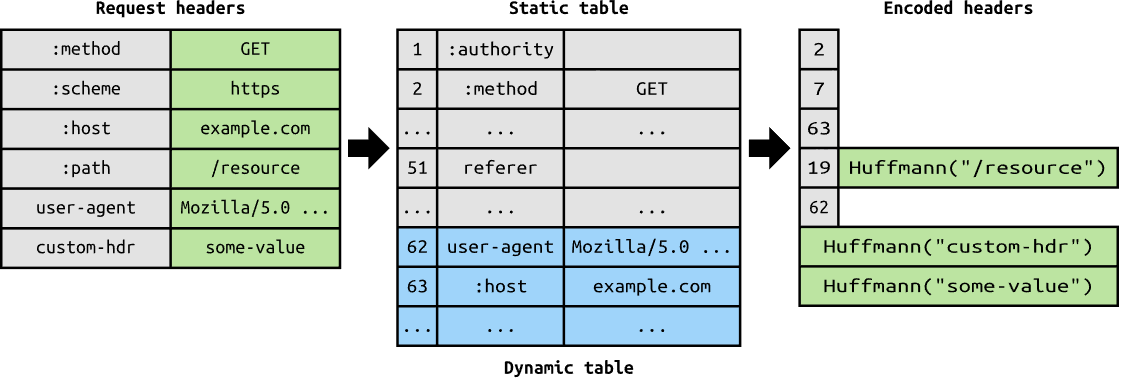 Request headers
:method GET
:scheme https
:host example.com
:path /resource
user-agent Mozilla/5.0 ...
custom-hdr some-value
Static table
1 :authority
2 :method GET
... ... ...
51 referer
... ... ...
62 user-agent Mozilla/5.0 ...
63 :host example.com
... ... ...
Dynamic table
Encoded headers
2
7
63
19 Huffmann("/resource")
62
Huffmann("custom-hdr")
Huffmann("some-value")